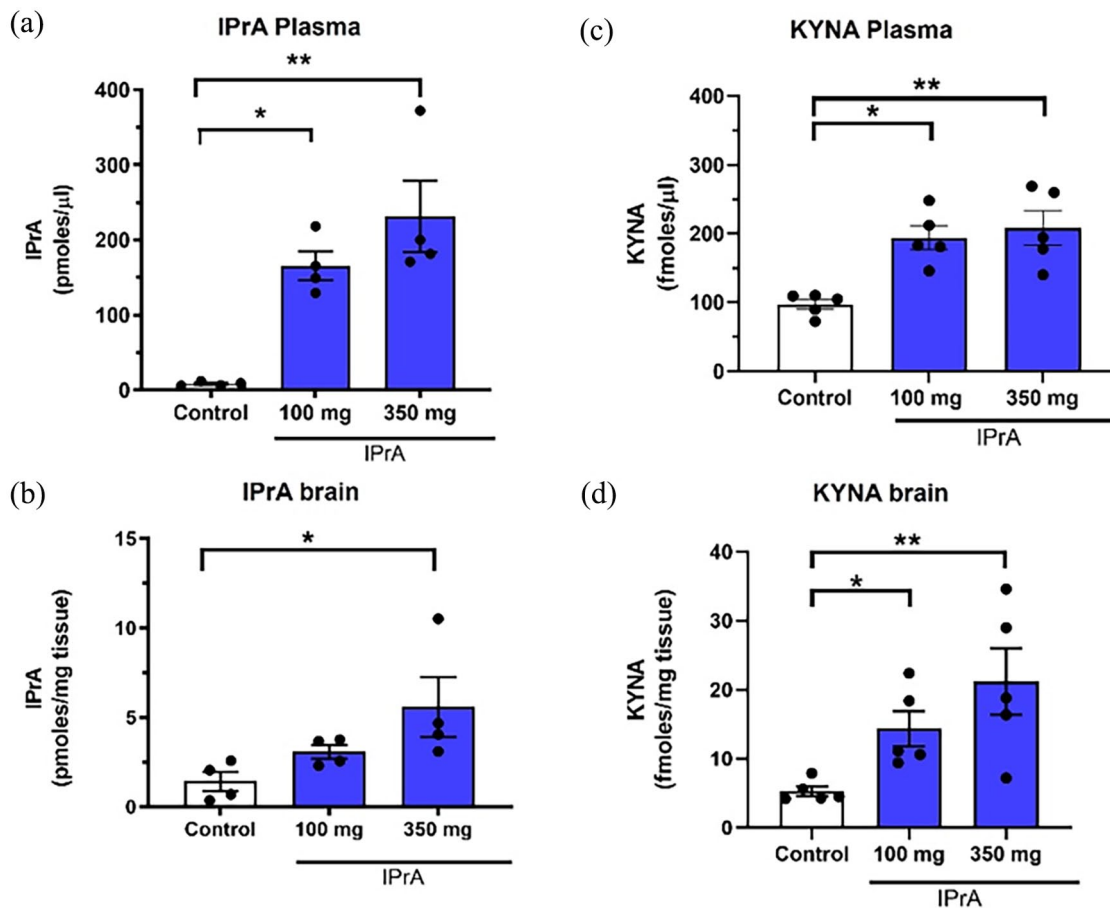 (a)
IPrA Plasma
**
*
400
300
200
100
0
IPrA
(pmoles/µl)
Control
100 mg
350 mg
IPrA
(c)
KYNA Plasma
**
*
400
300
200
100
0
KYNA
(fmoles/µl)
Control
100 mg
350 mg
IPrA
(b)
IPrA brain
*
15
10
5
0
IPrA
(pmoles/mg tissue)
Control
100 mg
350 mg
IPrA
(d)
KYNA brain
**
*
40
30
20
10
0
KYNA
(fmoles/mg tissue)
Control
100 mg
350 mg
IPrA